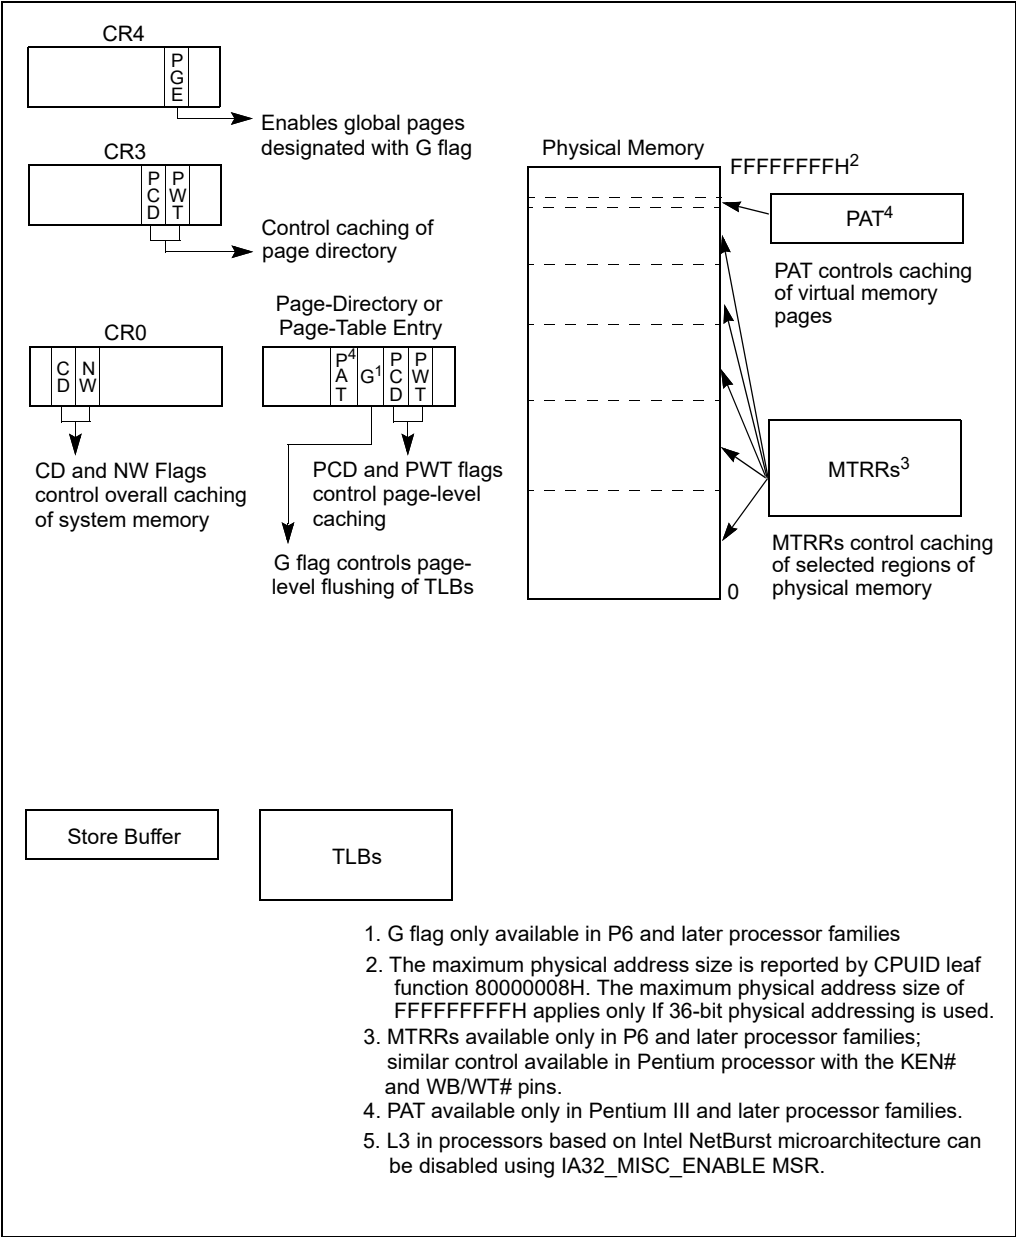 CR4
PGE
Enables global pages
designated with G flag
CR3
PCD PWT
Control caching of
page directory
CR0
CD NW
CD and NW Flags
control overall caching
of system memory
Page-Directory or
Page-Table Entry
PAT⁴ G¹ PCD PWT
PCD and PWT flags
control page-level
caching
G flag controls page-
level flushing of TLBs
Physical Memory
FFFFFFFFH²
PAT⁴
PAT controls caching
of virtual memory
pages
MTRRs³
MTRRs control caching
of selected regions of
physical memory
0
Store Buffer
TLBs
1. G flag only available in P6 and later processor families
2. The maximum physical address size is reported by CPUID leaf
function 80000008H. The maximum physical address size of
FFFFFFFFFH applies only If 36-bit physical addressing is used.
3. MTRRs available only in P6 and later processor families;
similar control available in Pentium processor with the KEN#
and WB/WT# pins.
4. PAT available only in Pentium III and later processor families.
5. L3 in processors based on Intel NetBurst microarchitecture can
be disabled using IA32_MISC_ENABLE MSR.